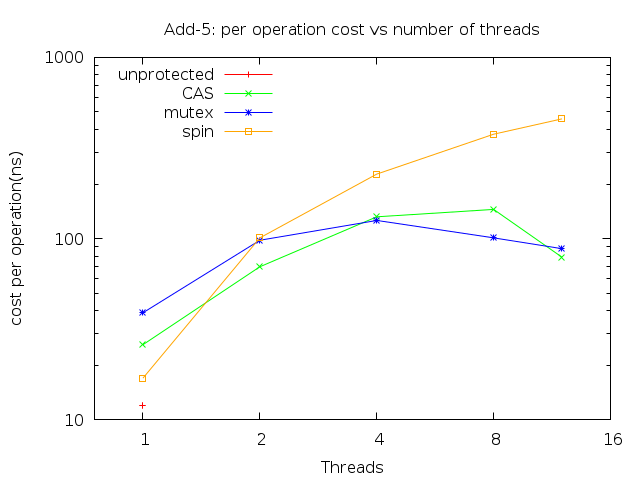 Add-5: per operation cost vs number of threads
1000
unprotected
CAS
mutex
spin
cost per operation(ns)
100
10
1 2 4 8 16
Threads